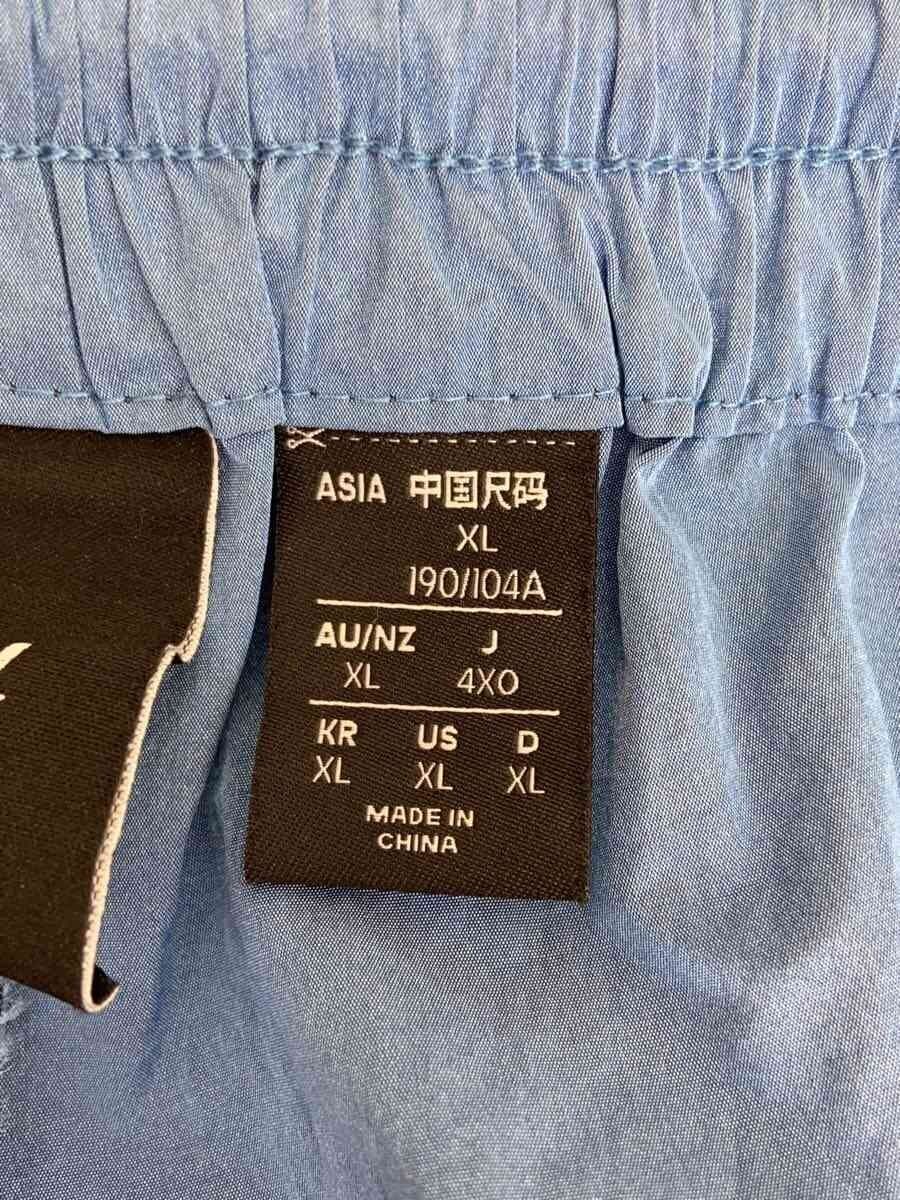 ASIA 中国尺码
XL
190/104A
AU/NZ J
XL 4XO
KR US D
XL XL XL
MADE IN
CHINA